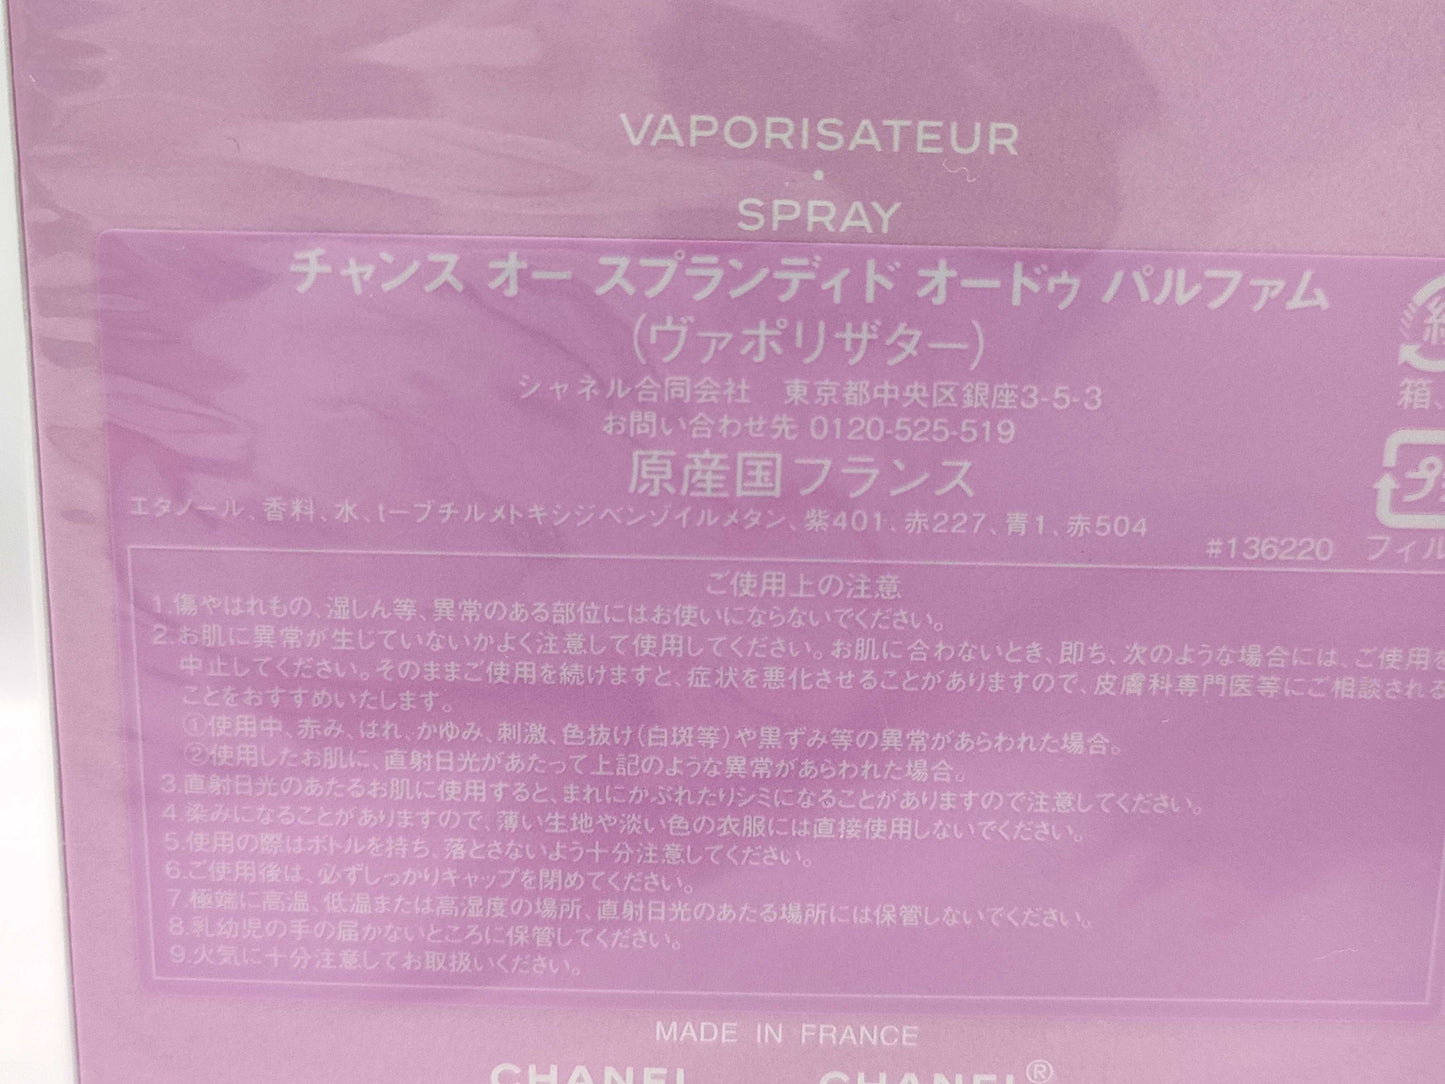 VAPORISATEUR
·
SPRAY
チャンス オー スプランディド オードゥ パルファム
(ヴァポリザター)
シャネル合同会社　東京都中央区銀座3-5-3
お問い合わせ先 0120-525-519
原産国フランス
エタノール、香料、水、t-ブチルメトキシジベンゾイルメタン、紫401、赤227、青1、赤504
#136220
箱、
プ
フィル
ご使用上の注意
1.傷やはれもの、湿しん等、異常のある部位にはお使いにならないでください。
2.お肌に異常が生じていないかよく注意して使用してください。お肌に合わないとき、即ち、次のような場合には、ご使用を
中止してください。そのままご使用を続けますと、症状を悪化させることがありますので、皮膚科専門医等にご相談される
ことをおすすめいたします。
①使用中、赤み、はれ、かゆみ、刺激、色抜け(白斑等)や黒ずみ等の異常があらわれた場合。
②使用したお肌に、直射日光があたって上記のような異常があらわれた場合。
3.直射日光のあたるお肌に使用すると、まれにかぶれたりシミになることがありますので注意してください。
4.染みになることがありますので、薄い生地や淡い色の衣服には直接使用しないでください。
5.使用の際はボトルを持ち、落とさないよう十分注意してください。
6.ご使用後は、必ずしっかりキャップを閉めてください。
7.極端に高温、低温または高湿度の場所、直射日光のあたる場所には保管しないでください。
8.乳幼児の手の届かないところに保管してください。
9.火気に十分注意してお取扱いください。
MADE IN FRANCE
CHANEL CHANEL®